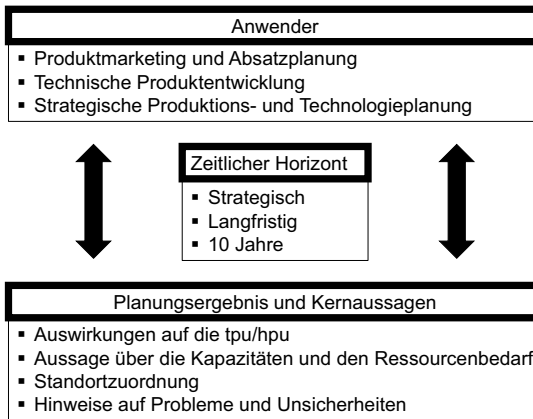 Anwender
▪ Produktmarketing und Absatzplanung
▪ Technische Produktentwicklung
▪ Strategische Produktions- und Technologieplanung
Zeitlicher Horizont
▪ Strategisch
▪ Langfristig
▪ 10 Jahre
Planungsergebnis und Kernaussagen
▪ Auswirkungen auf die tpu/hpu
▪ Aussage über die Kapazitäten und den Ressourcenbedarf
▪ Standortzuordnung
▪ Hinweise auf Probleme und Unsicherheiten